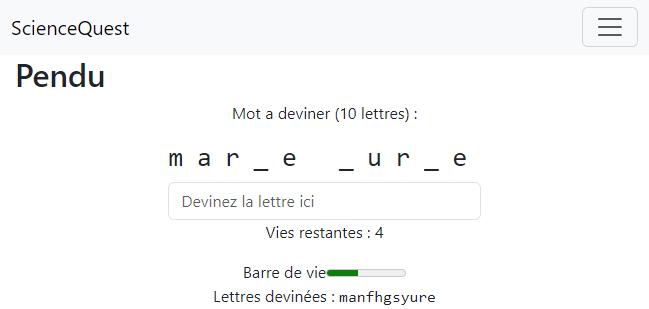 ScienceQuest
Pendu
Mot a deviner (10 lettres) :
m a r _ e   _ u r _ e
Devinez la lettre ici
Vies restantes : 4
Barre de vie
Lettres devinées : manfhgsyure